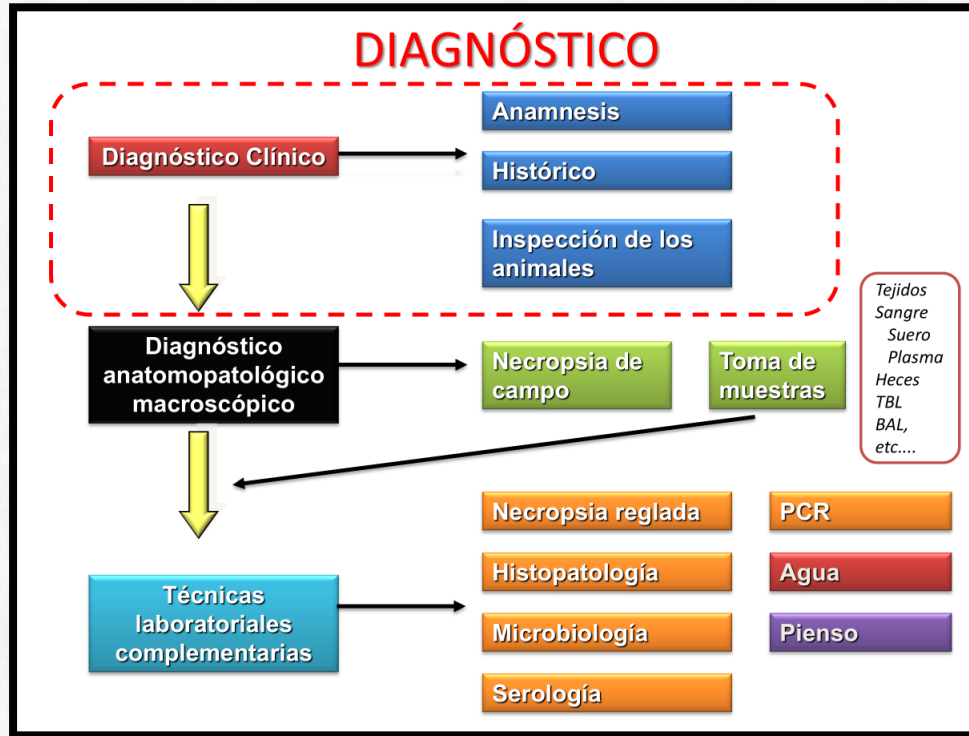 DIAGNÓSTICO
Diagnóstico Clínico
Anamnesis
Histórico
Inspección de los
animales
Diagnóstico
anatomopatológico
macroscópico
Necropsia de
campo
Toma de
muestras
Tejidos
Sangre
Suero
Plasma
Heces
TBL
BAL,
etc....
Técnicas
laboratoriales
complementarias
Necropsia reglada
Histopatología
Microbiología
Serología
PCR
Agua
Pienso